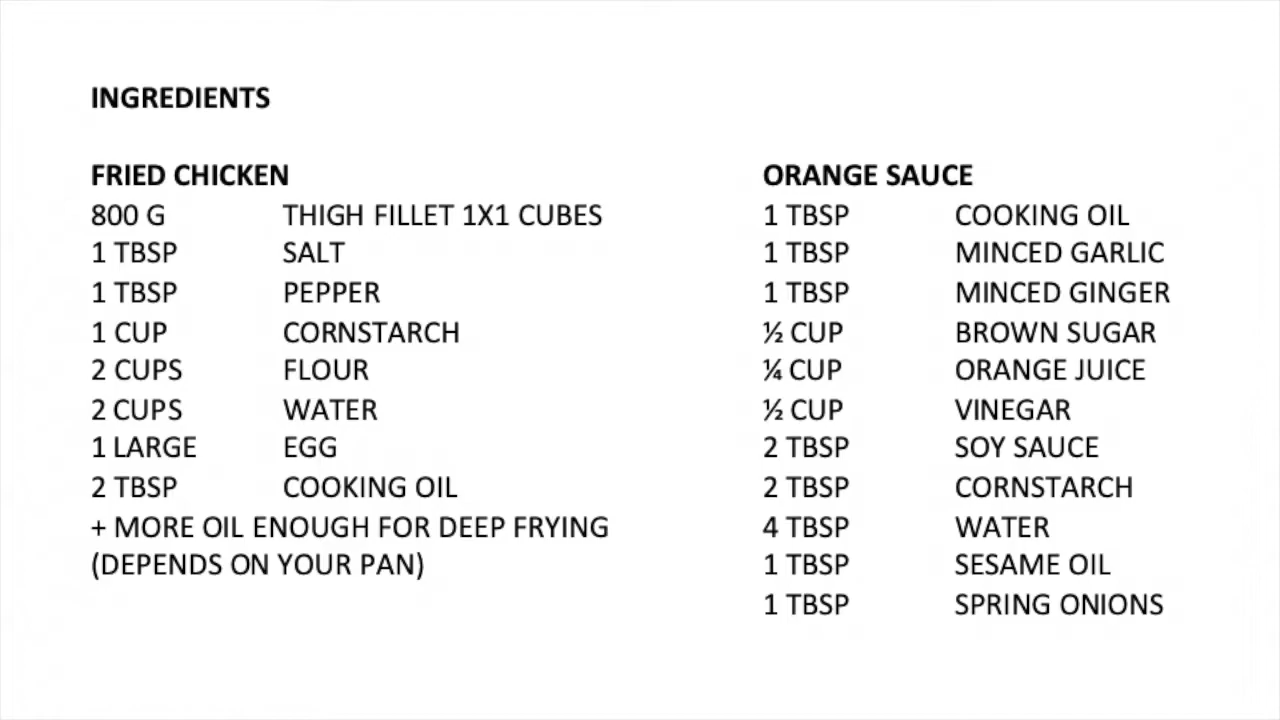 INGREDIENTS
FRIED CHICKEN
800 G THIGH FILLET 1X1 CUBES
1 TBSP SALT
1 TBSP PEPPER
1 CUP CORNSTARCH
2 CUPS FLOUR
2 CUPS WATER
1 LARGE EGG
2 TBSP COOKING OIL
+ MORE OIL ENOUGH FOR DEEP FRYING
(DEPENDS ON YOUR PAN)
ORANGE SAUCE
1 TBSP COOKING OIL
1 TBSP MINCED GARLIC
1 TBSP MINCED GINGER
½ CUP BROWN SUGAR
¼ CUP ORANGE JUICE
½ CUP VINEGAR
2 TBSP SOY SAUCE
2 TBSP CORNSTARCH
4 TBSP WATER
1 TBSP SESAME OIL
1 TBSP SPRING ONIONS